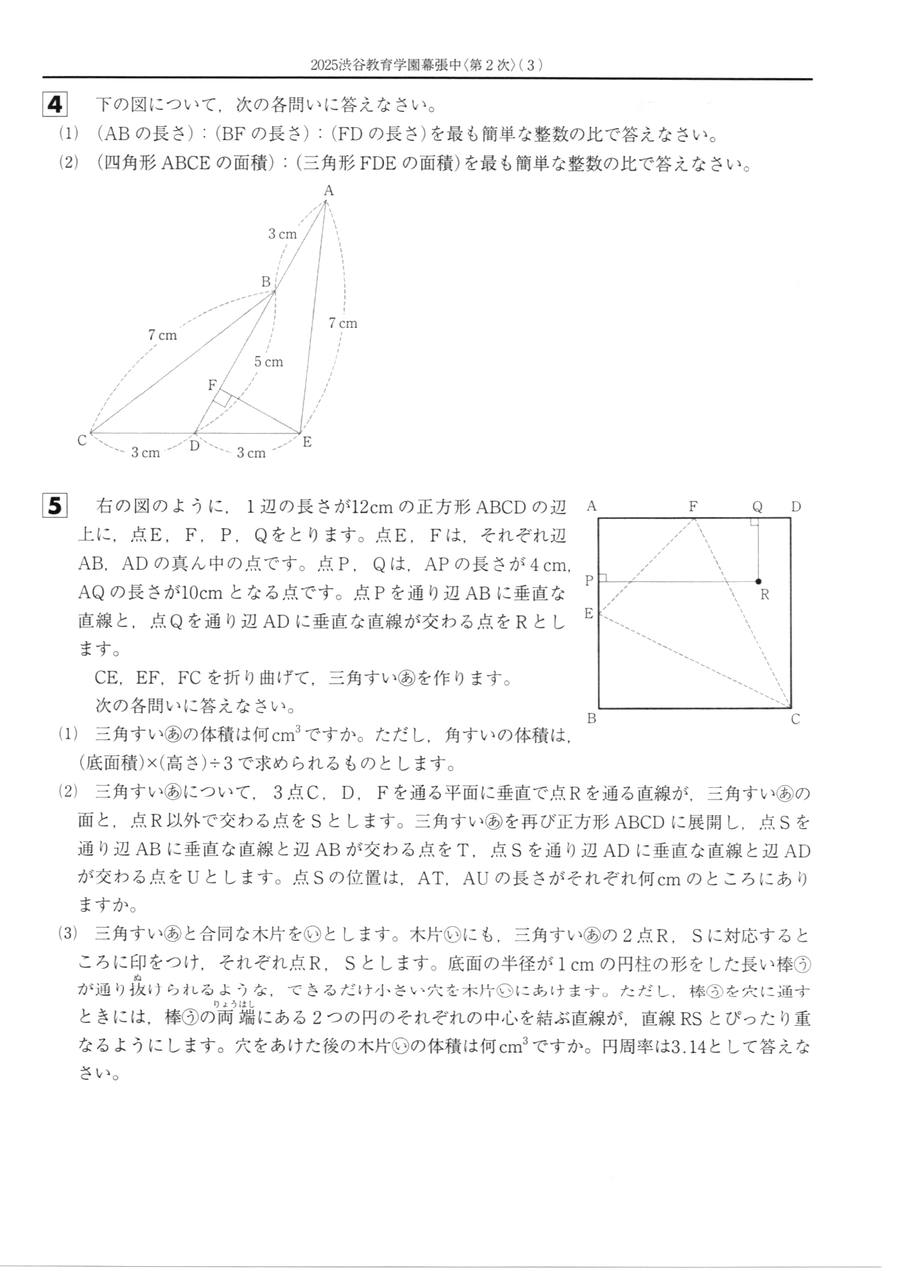 2025渋谷教育学園幕張中〈第2次〉(3)
4 下の図について，次の各問いに答えなさい。
(1) (ABの長さ)：(BFの長さ)：(FDの長さ)を最も簡単な整数の比で答えなさい。
(2) (四角形ABCEの面積)：(三角形FDEの面積)を最も簡単な整数の比で答えなさい。
A
3cm
B
7cm
7cm
5cm
F
C
D
E
3cm
3cm
5 右の図のように，1辺の長さが12cmの正方形ABCDの辺
上に，点E，F，P，Qをとります。点E，Fは，それぞれ辺
AB，ADの真ん中の点です。点P，Qは，APの長さが4cm，
AQの長さが10cmとなる点です。点Pを通り辺ABに垂直な
直線と，点Qを通り辺ADに垂直な直線が交わる点をRとし
ます。
CE，EF，FCを折り曲げて，三角すいあを作ります。
次の各問いに答えなさい。
A F Q D
P
R
E
B C
(1) 三角すいあの体積は何cm³ですか。ただし，角すいの体積は，
(底面積)×(高さ)÷3で求められるものとします。
(2) 三角すいあについて，3点C，D，Fを通る平面に垂直で点Rを通る直線が，三角すいあの
面と，点R以外で交わる点をSとします。三角すいあを再び正方形ABCDに展開し，点Sを
通り辺ABに垂直な直線と辺ABが交わる点をT，点Sを通り辺ADに垂直な直線と辺AD
が交わる点をUとします。点Sの位置は，AT，AUの長さがそれぞれ何cmのところにあり
ますか。
(3) 三角すいあと合同な木片をいとします。木片いにも，三角すいあの2点R，Sに対応すると
ころに印をつけ，それぞれ点R，Sとします。底面の半径が1cmの円柱の形をした長い棒う
ぬ
が通り抜けられるような，できるだけ小さい穴を木片いにあけます。ただし，棒うを穴に通す
りょうはし
ときには，棒うの両端にある2つの円のそれぞれの中心を結ぶ直線が，直線RSとぴったり重
なるようにします。穴をあけた後の木片いの体積は何cm³ですか。円周率は3.14として答えな
さい。